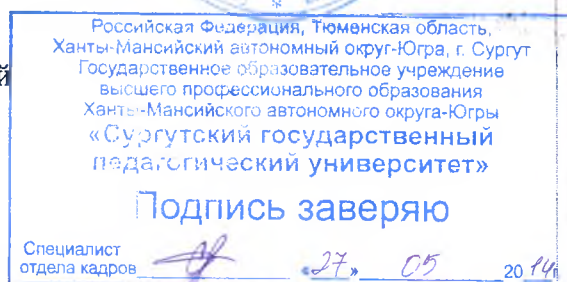 й
Российская Федерация, Тюменская область,
Ханты-Мансийский автономный округ-Югра, г. Сургут
Государственное образовательное учреждение
высшего профессионального образования
Ханты-Мансийского автономного округа-Югры
«Сургутский государственный
педагогический университет»
Подпись заверяю
Специалист
отдела кадров «27» 05 2014г